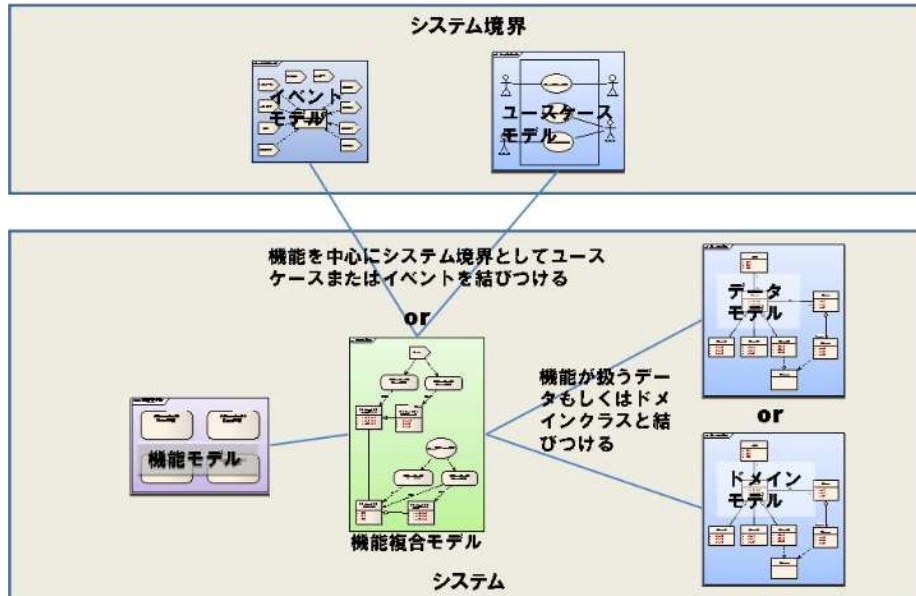 システム境界
イベント
モデル
ユースケース
モデル
機能を中心にシステム境界としてユース
ケースまたはイベントを結びつける
or
データ
モデル
機能が扱うデー
タもしくはドメ
インクラスと結
びつける
or
機能モデル
ドメイン
モデル
機能複合モデル
システム